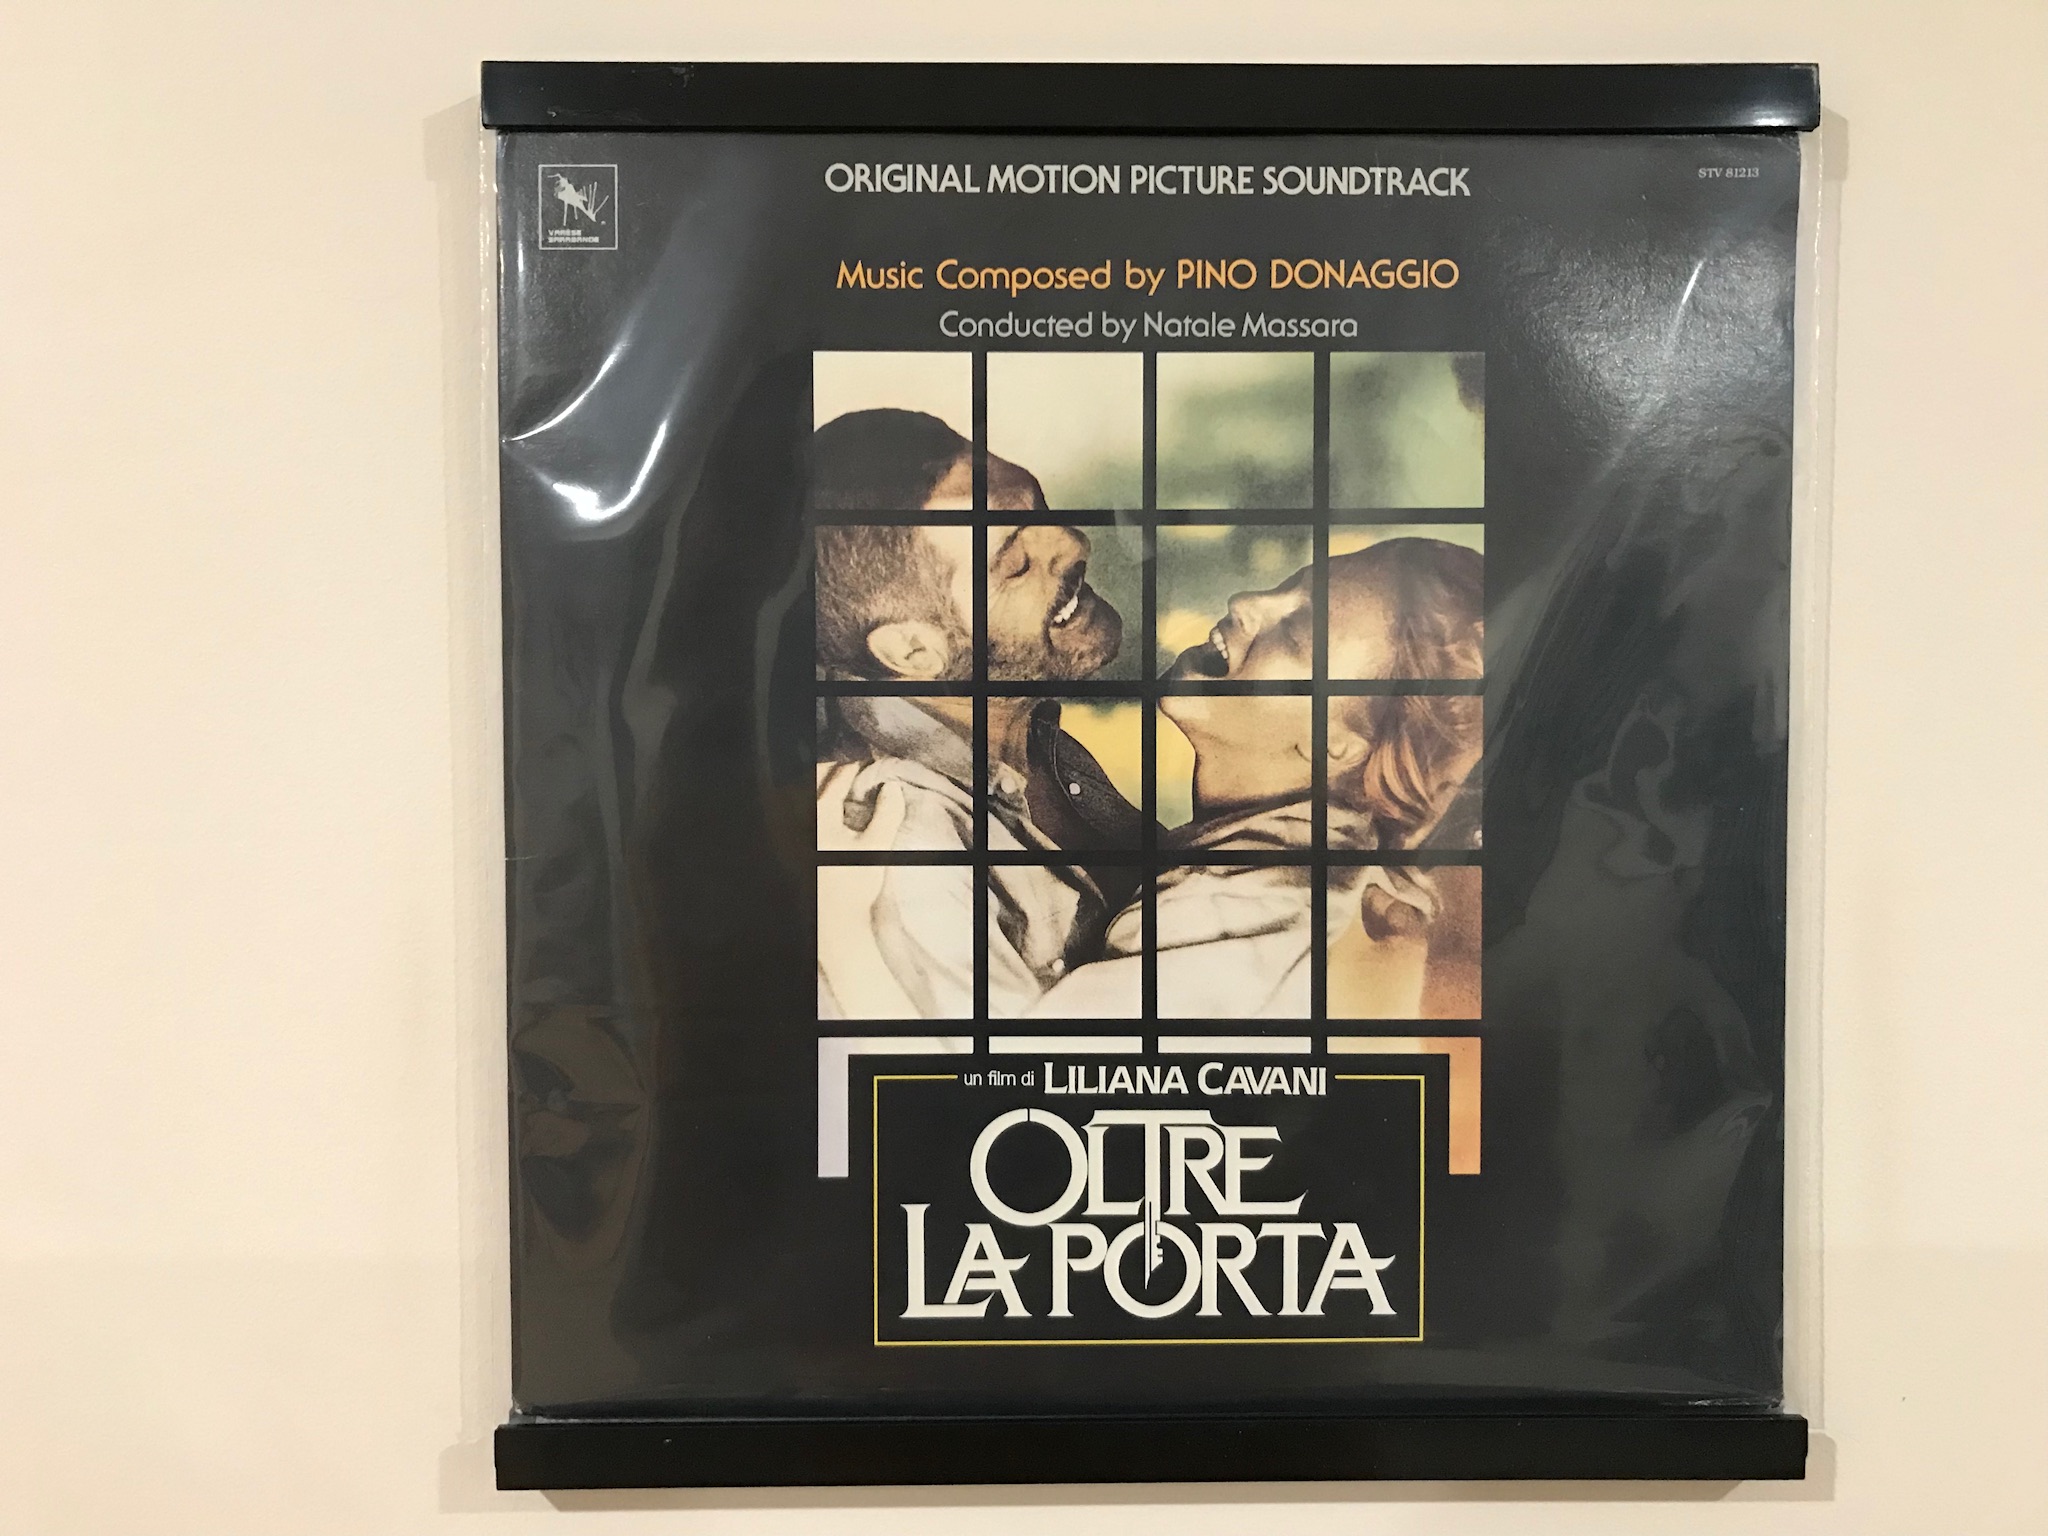 VARÈSE
SARABANDE
ORIGINAL MOTION PICTURE SOUNDTRACK
STV 81213
Music Composed by PINO DONAGGIO
Conducted by Natale Massara
un film di LILIANA CAVANI
OLTRE
LA PORTA